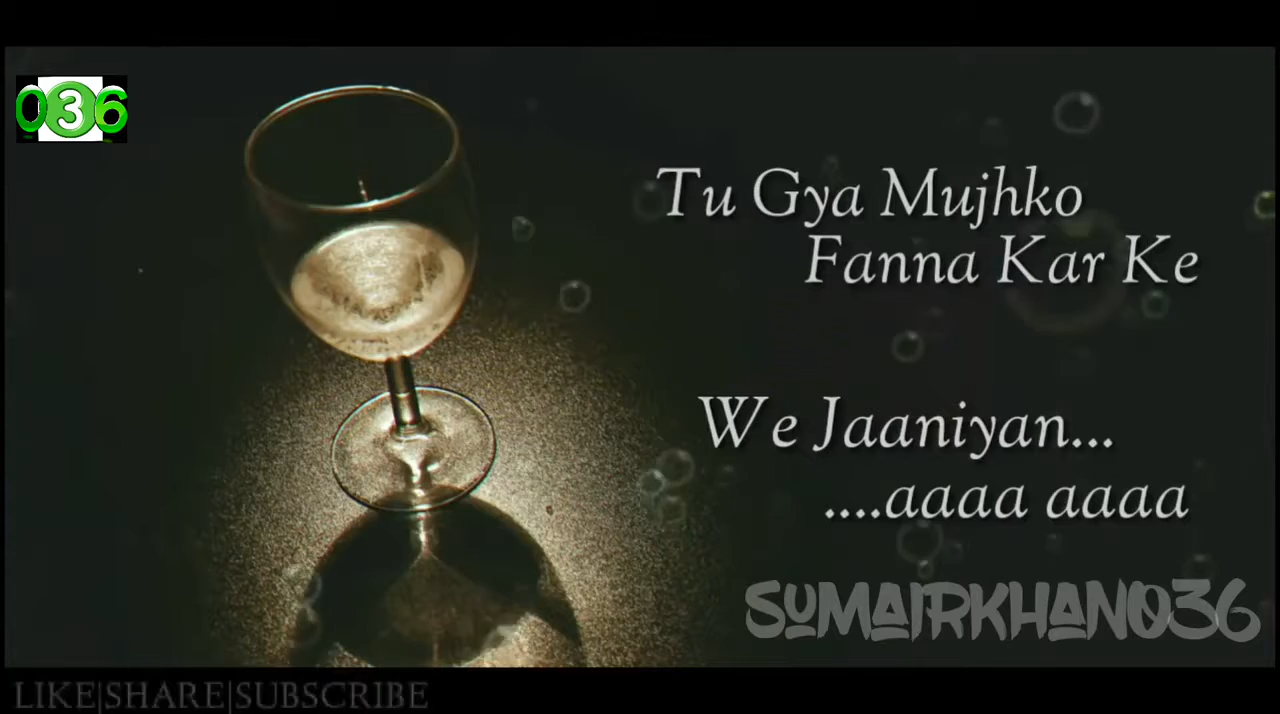 036
Tu Gya Mujhko
Fanna Kar Ke
We Jaaniyan...
....aaaa aaaa
SUMAIRKHAN036
LIKE|SHARE|SUBSCRIBE